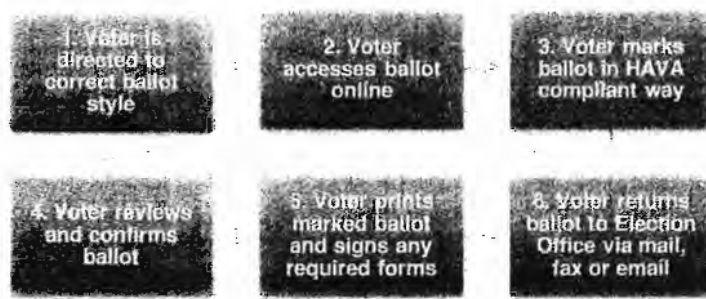 1. Voter is
directed to
correct ballot
style
2. Voter
accesses ballot
online
3. Voter marks
ballot in HAVA
compliant way
4. Voter reviews
and confirms
ballot
5. Voter prints
marked ballot
and signs any
required forms
6. Voter returns
ballot to Election
Office via mail,
fax or email